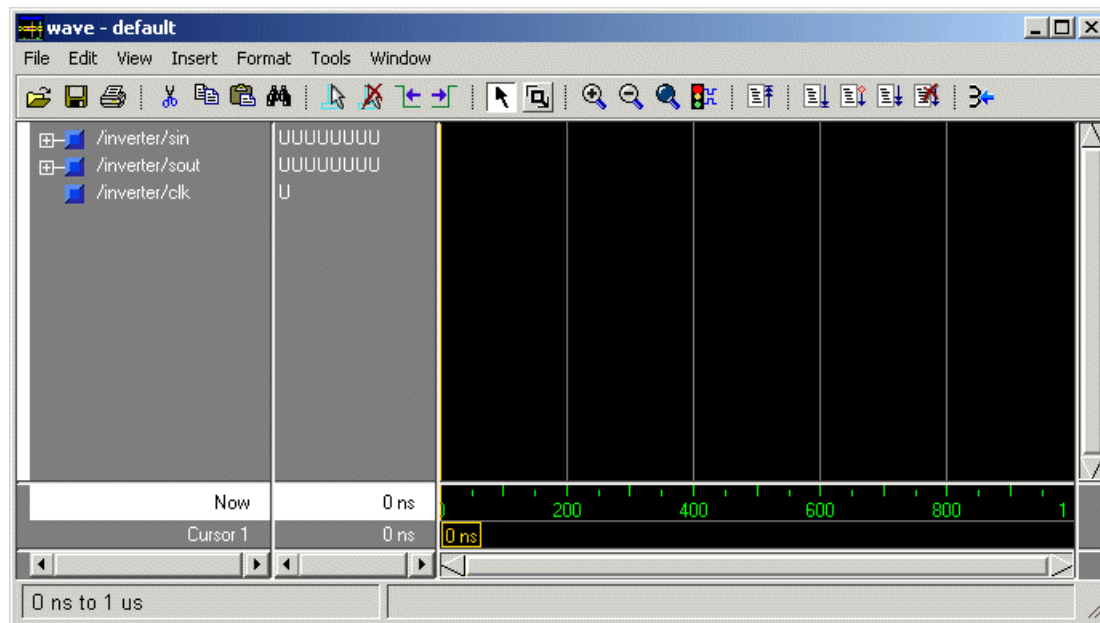 wave - default
File Edit View Insert Format Tools Window
/inverter/sin UUUUUUUU
/inverter/sout UUUUUUUU
/inverter/clk U
Now 0 ns 200 400 600 800 1
Cursor 1 0 ns 0 ns
0 ns to 1 us